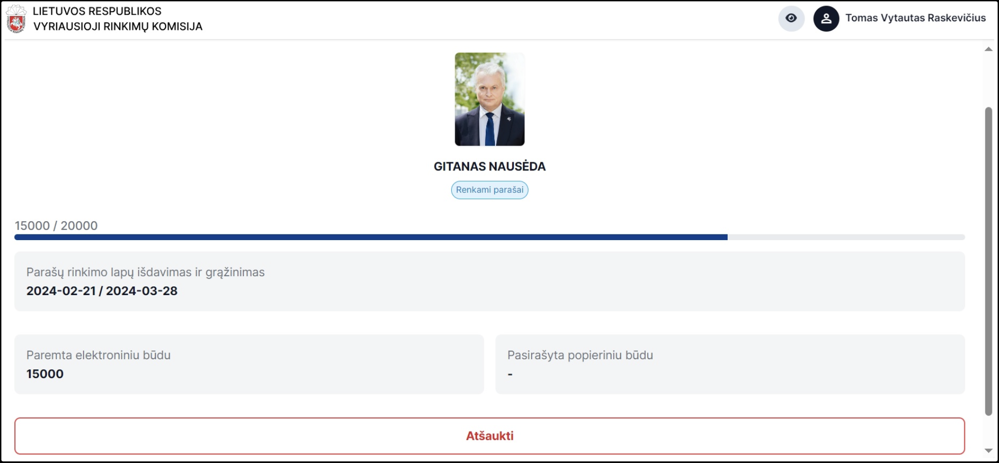 LIETUVOS RESPUBLIKOS
VYRIAUSIOJI RINKIMŲ KOMISIJA
Tomas Vytautas Raskevičius
GITANAS NAUSĖDA
Renkami parašai
15000 / 20000
Parašų rinkimo lapų išdavimas ir grąžinimas
2024-02-21 / 2024-03-28
Paremta elektroniniu būdu
15000
Pasirašyta popieriniu būdu
-
Atšaukti